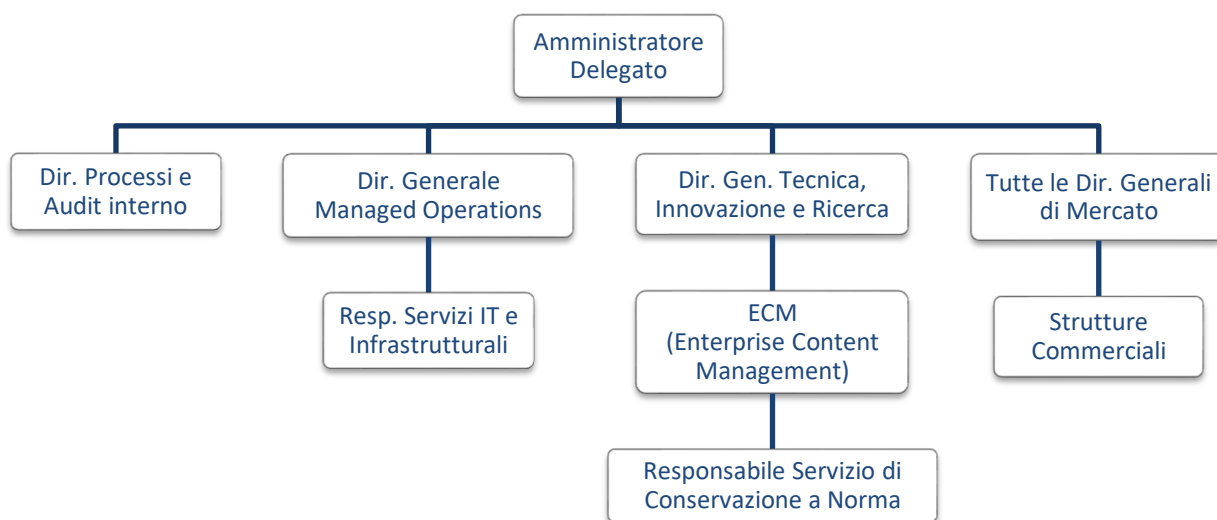 Amministratore
Delegato
Dir. Processi e
Audit interno
Dir. Generale
Managed Operations
Dir. Gen. Tecnica,
Innovazione e Ricerca
Tutte le Dir. Generali
di Mercato
Resp. Servizi IT e
Infrastrutturali
ECM
(Enterprise Content
Management)
Strutture
Commerciali
Responsabile Servizio di
Conservazione a Norma